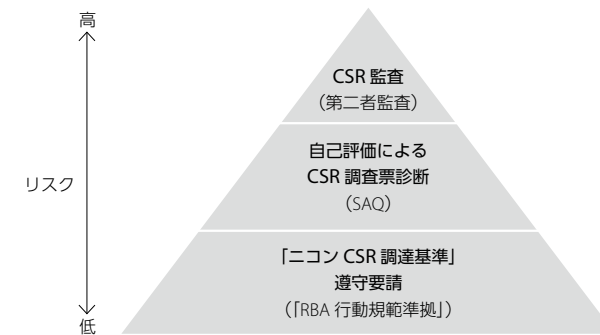 高
リスク
低
CSR 監査
（第二者監査）
自己評価による
CSR 調査票診断
（SAQ）
「ニコン CSR 調達基準」
遵守要請
（「RBA 行動規範準拠」）